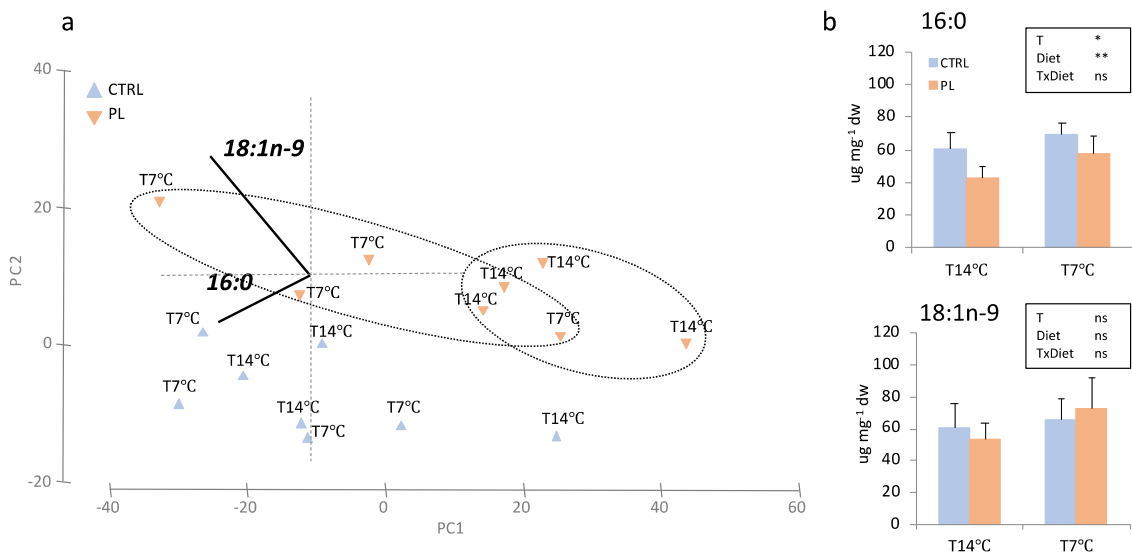 a
40
20
0
-20
PC2
CTRL
PL
18:1n-9
16:0
T7°C
T7°C
T14°C
T14°C
T7°C
T14°C
T7°C
T7°C
T14°C
T14°C
T14°C
T7°C
T14°C
T7°C
T7°C
T14°C
-40
-20
0
20
40
60
PC1
b
16:0
T *
Diet **
TxDiet ns
CTRL
PL
120
100
80
60
40
20
0
ug mg⁻¹ dw
T14°C T7°C
18:1n-9
T ns
Diet ns
TxDiet ns
120
100
80
60
40
20
0
ug mg⁻¹ dw
T14°C T7°C